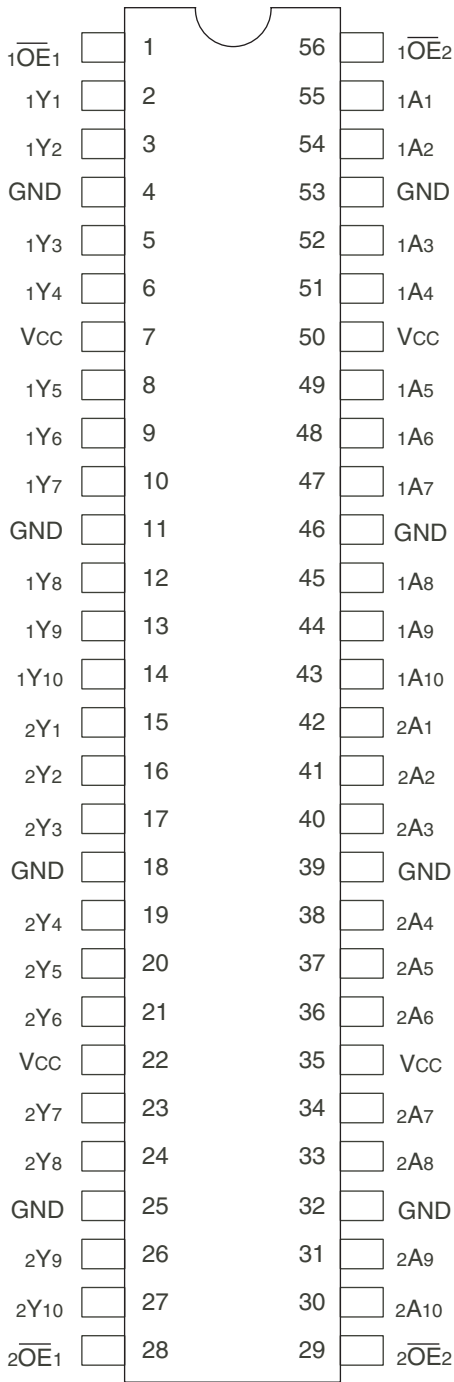 1OE1 1 56 1OE2
1Y1 2 55 1A1
1Y2 3 54 1A2
GND 4 53 GND
1Y3 5 52 1A3
1Y4 6 51 1A4
VCC 7 50 VCC
1Y5 8 49 1A5
1Y6 9 48 1A6
1Y7 10 47 1A7
GND 11 46 GND
1Y8 12 45 1A8
1Y9 13 44 1A9
1Y10 14 43 1A10
2Y1 15 42 2A1
2Y2 16 41 2A2
2Y3 17 40 2A3
GND 18 39 GND
2Y4 19 38 2A4
2Y5 20 37 2A5
2Y6 21 36 2A6
VCC 22 35 VCC
2Y7 23 34 2A7
2Y8 24 33 2A8
GND 25 32 GND
2Y9 26 31 2A9
2Y10 27 30 2A10
2OE1 28 29 2OE2